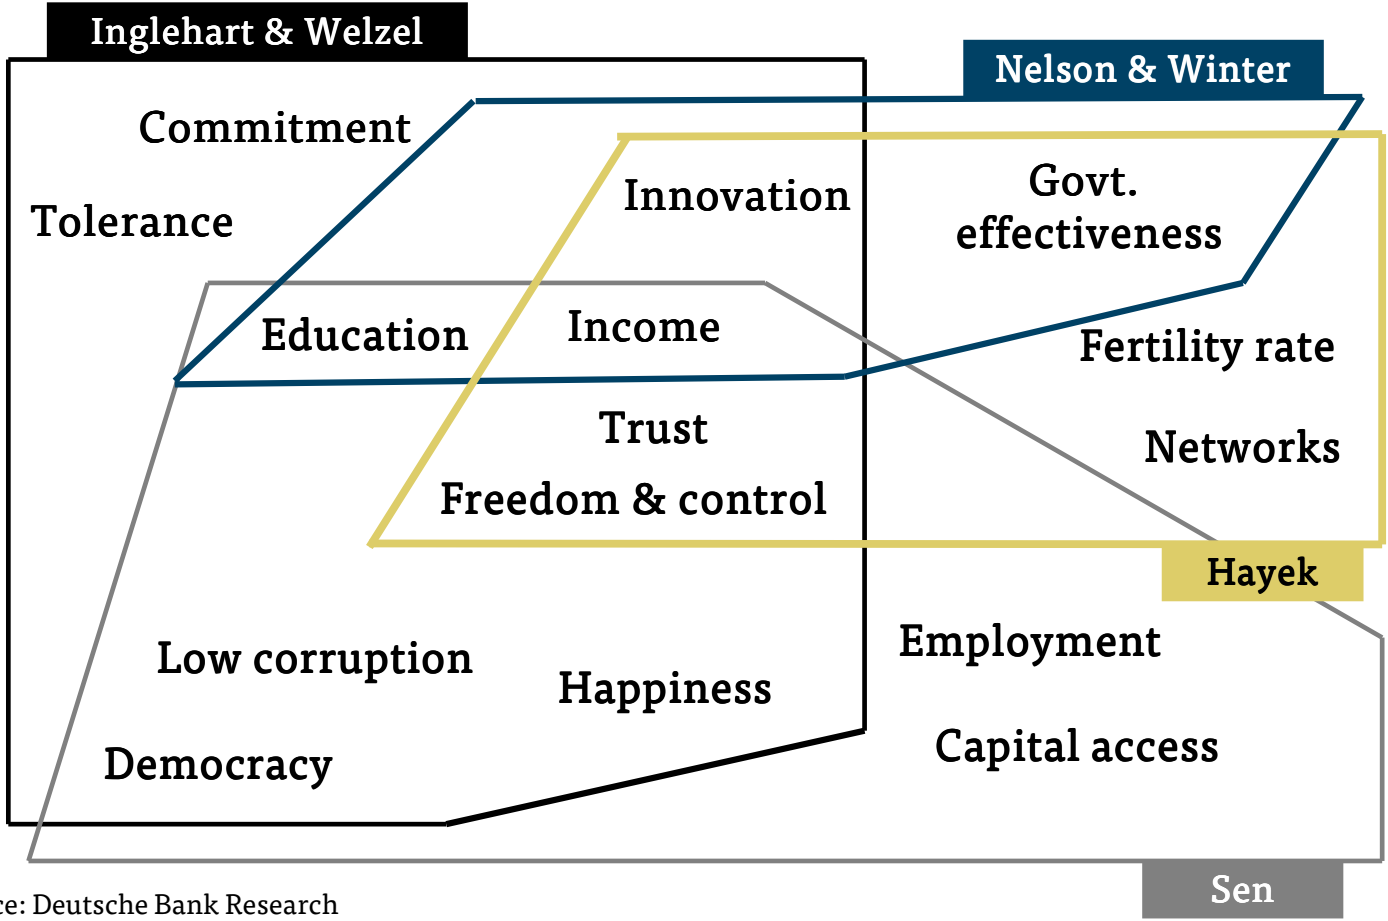 Inglehart & Welzel
Nelson & Winter
Commitment
Innovation
Govt.
effectiveness
Tolerance
Education
Income
Fertility rate
Trust
Networks
Freedom & control
Hayek
Low corruption
Happiness
Employment
Democracy
Capital access
Sen
ce: Deutsche Bank Research